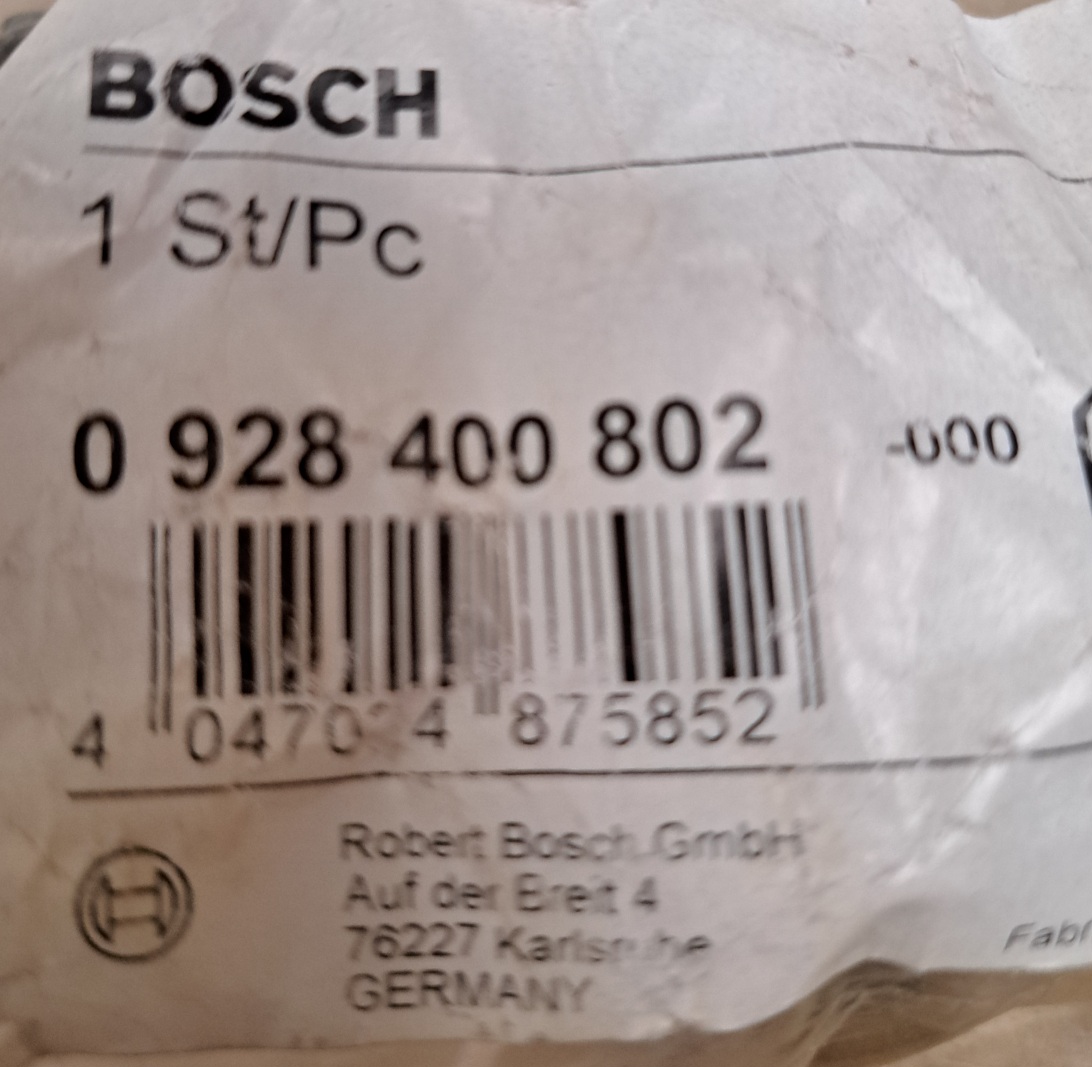 BOSCH
1 St/Pc
0 928 400 802 -000
4 875852
Robert Bosch GmbH
Auf der Breit 4
76227 Karlsruhe
GERMANY